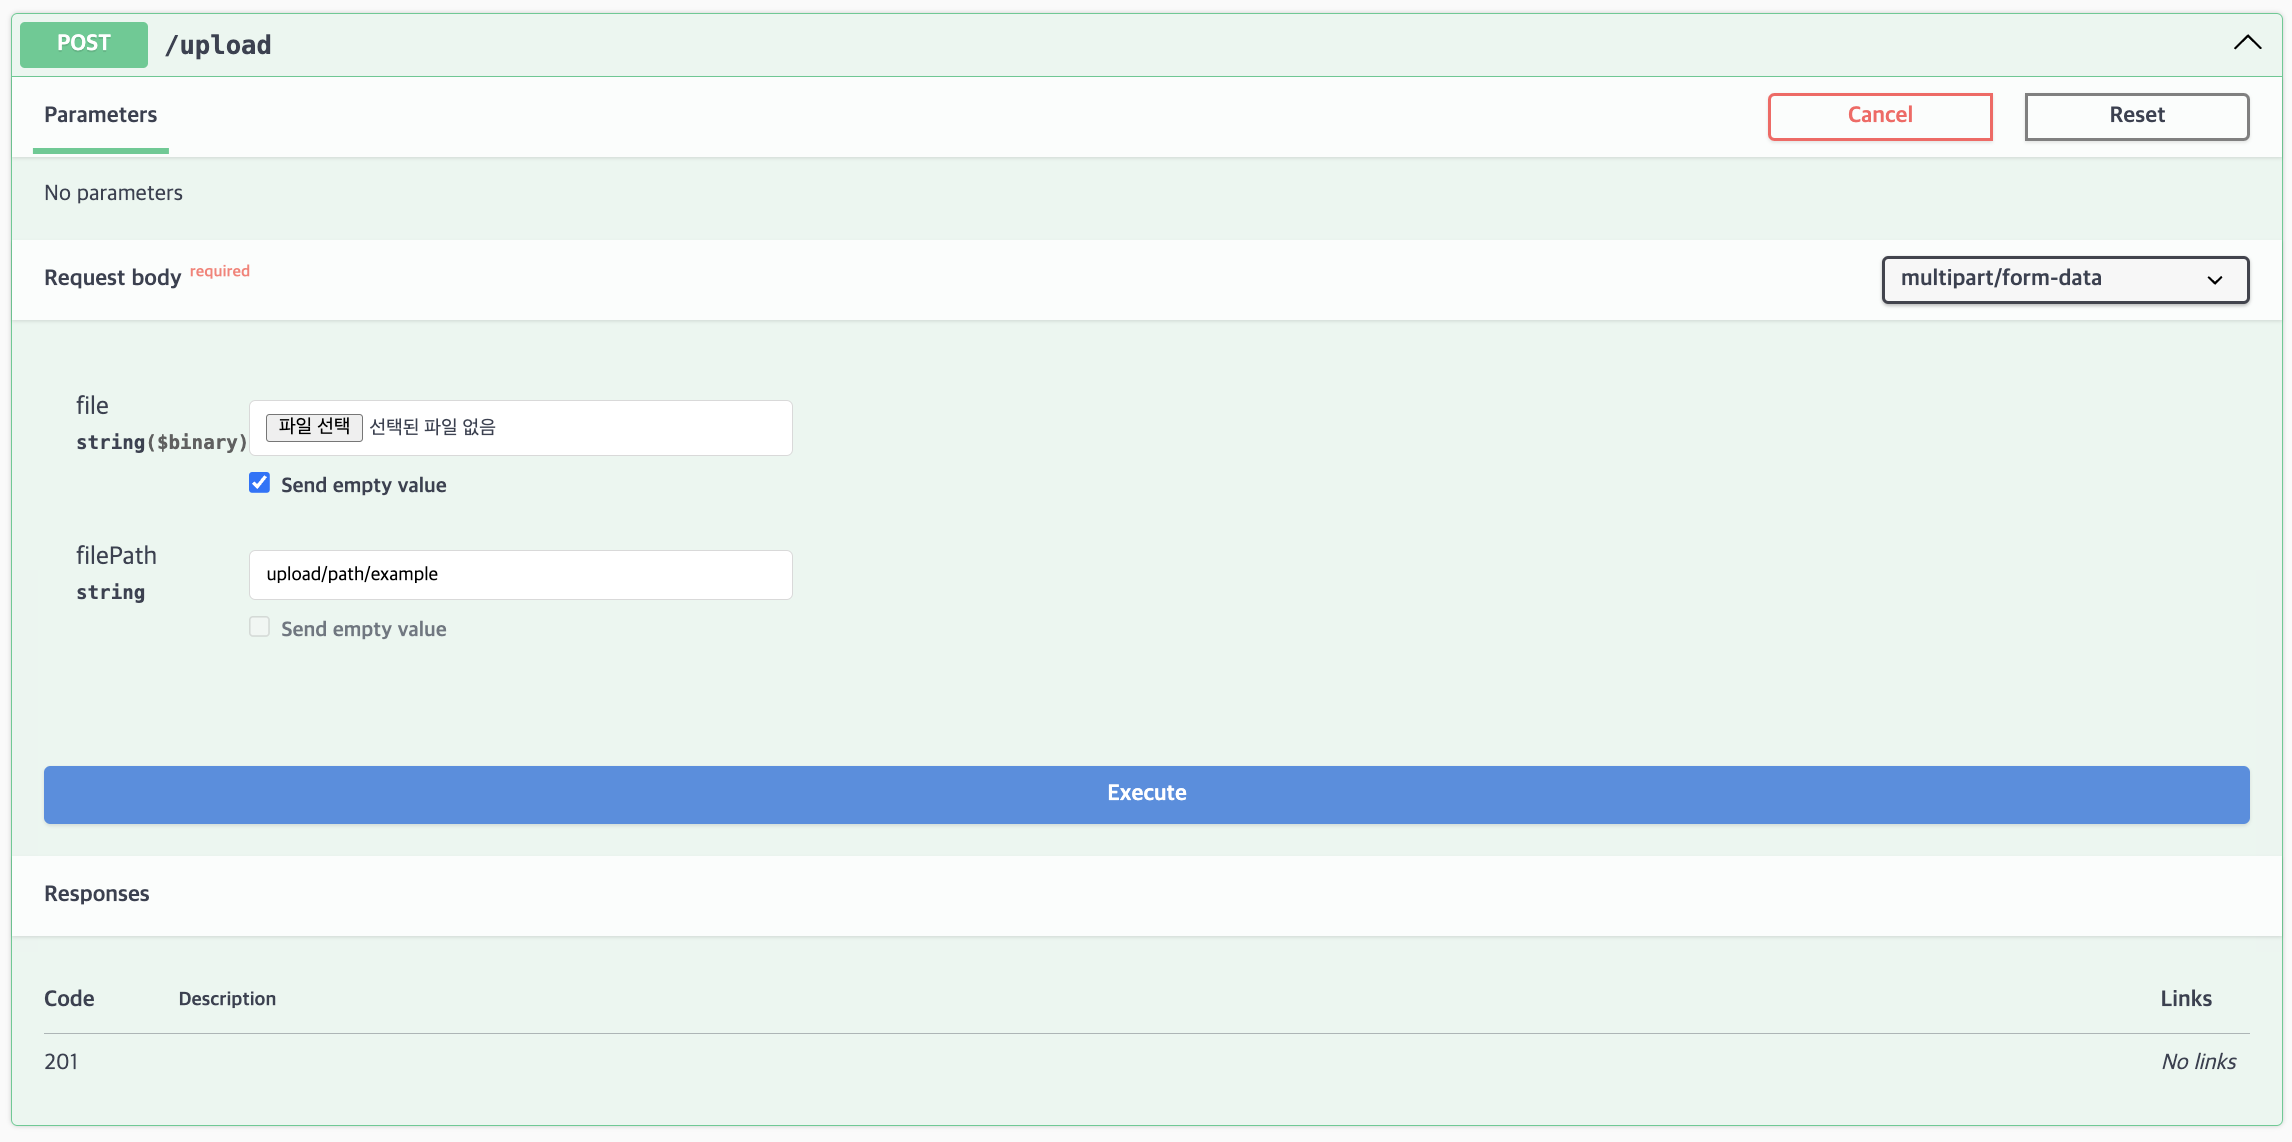 POST /upload
Parameters
Cancel
Reset
No parameters
Request body required
multipart/form-data
file
string($binary)
파일 선택 선택된 파일 없음
Send empty value
filePath
string
upload/path/example
Send empty value
Execute
Responses
Code Description Links
201 No links